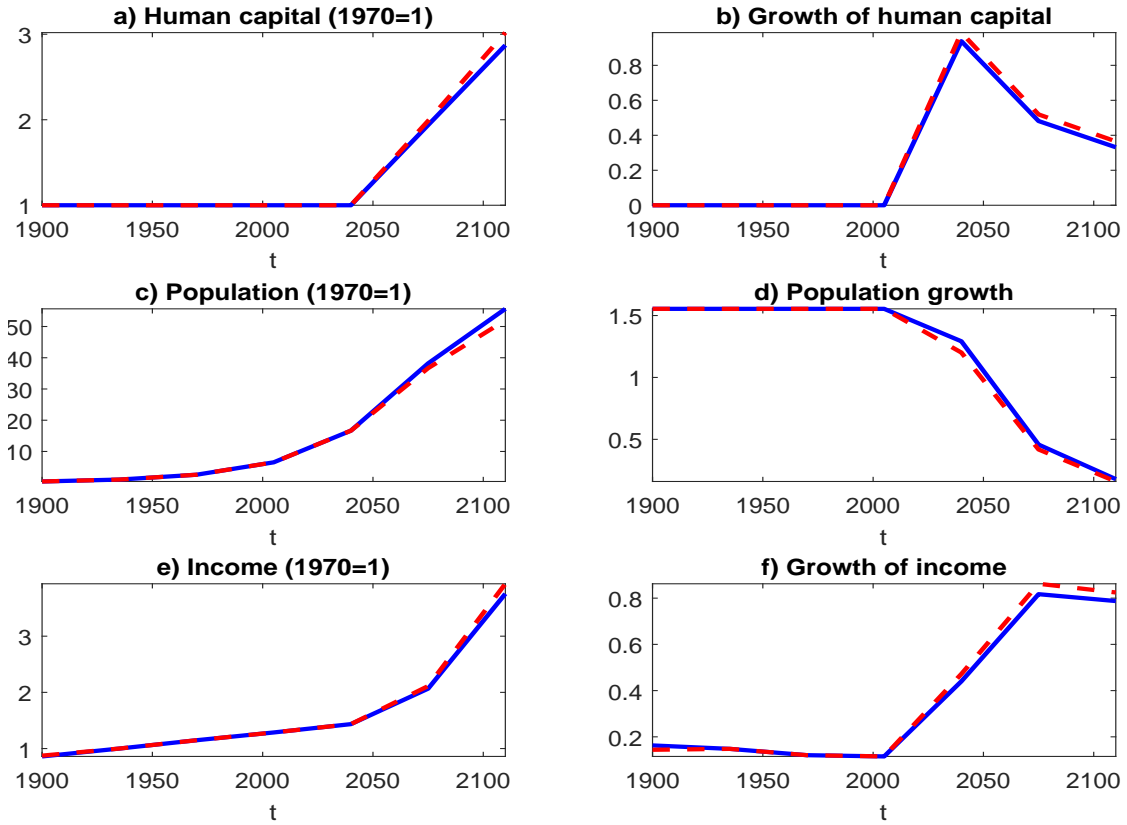 a) Human capital (1970=1)
3
2
1
1900 1950 2000 2050 2100
t
b) Growth of human capital
0.8
0.6
0.4
0.2
0
1900 1950 2000 2050 2100
t
c) Population (1970=1)
50
40
30
20
10
1900 1950 2000 2050 2100
t
d) Population growth
1.5
1
0.5
1900 1950 2000 2050 2100
t
e) Income (1970=1)
3
2
1
1900 1950 2000 2050 2100
t
f) Growth of income
0.8
0.6
0.4
0.2
1900 1950 2000 2050 2100
t